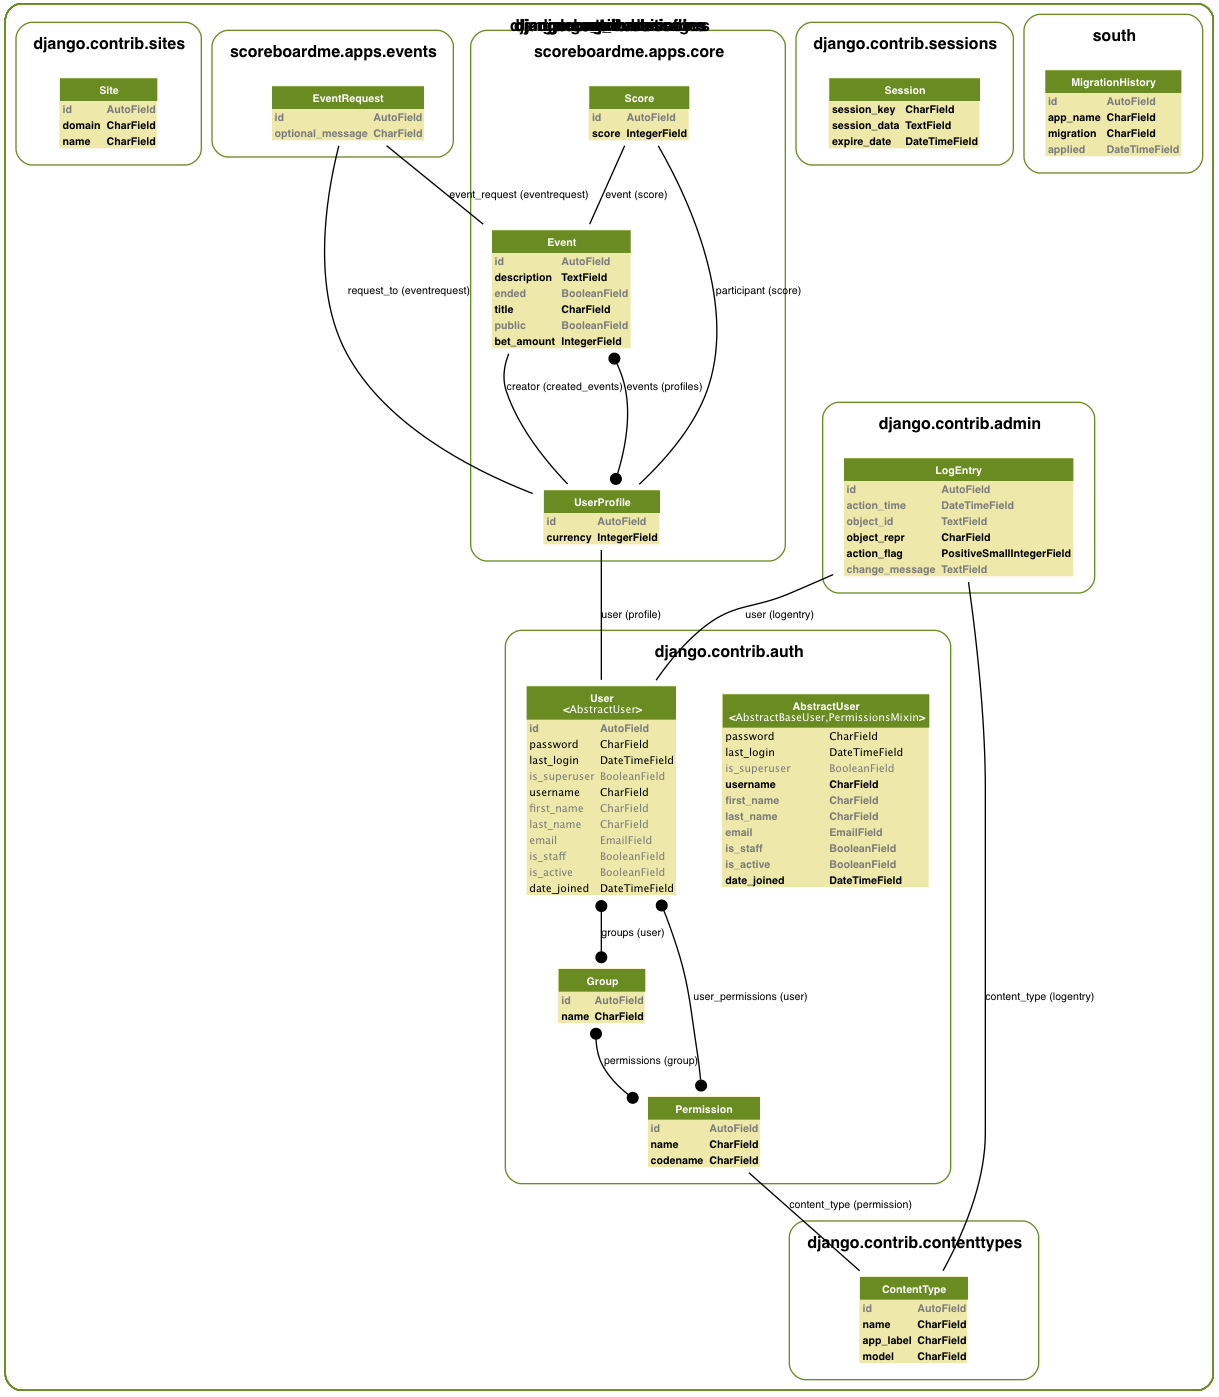 django.contrib.sites
Site
id AutoField
domain CharField
name CharField
scoreboardme.apps.events
EventRequest
id AutoField
optional_message CharField
scoreboardme.apps.core
Score
id AutoField
score IntegerField
django.contrib.sessions
Session
session_key CharField
session_data TextField
expire_date DateTimeField
south
MigrationHistory
id AutoField
app_name CharField
migration CharField
applied DateTimeField
event_request (eventrequest)
event (score)
Event
id AutoField
description TextField
ended BooleanField
title CharField
public BooleanField
bet_amount IntegerField
request_to (eventrequest)
participant (score)
creator (created_events)
events (profiles)
UserProfile
id AutoField
currency IntegerField
django.contrib.admin
LogEntry
id AutoField
action_time DateTimeField
object_id TextField
object_repr CharField
action_flag PositiveSmallIntegerField
change_message TextField
user (profile)
user (logentry)
django.contrib.auth
User
<AbstractUser>
id AutoField
password CharField
last_login DateTimeField
is_superuser BooleanField
username CharField
first_name CharField
last_name CharField
email EmailField
is_staff BooleanField
is_active BooleanField
date_joined DateTimeField
AbstractUser
<AbstractBaseUser,PermissionsMixin>
password CharField
last_login DateTimeField
is_superuser BooleanField
username CharField
first_name CharField
last_name CharField
email EmailField
is_staff BooleanField
is_active BooleanField
date_joined DateTimeField
groups (user)
Group
id AutoField
name CharField
user_permissions (user)
content_type (logentry)
permissions (group)
Permission
id AutoField
name CharField
codename CharField
content_type (permission)
django.contrib.contenttypes
ContentType
id AutoField
name CharField
app_label CharField
model CharField